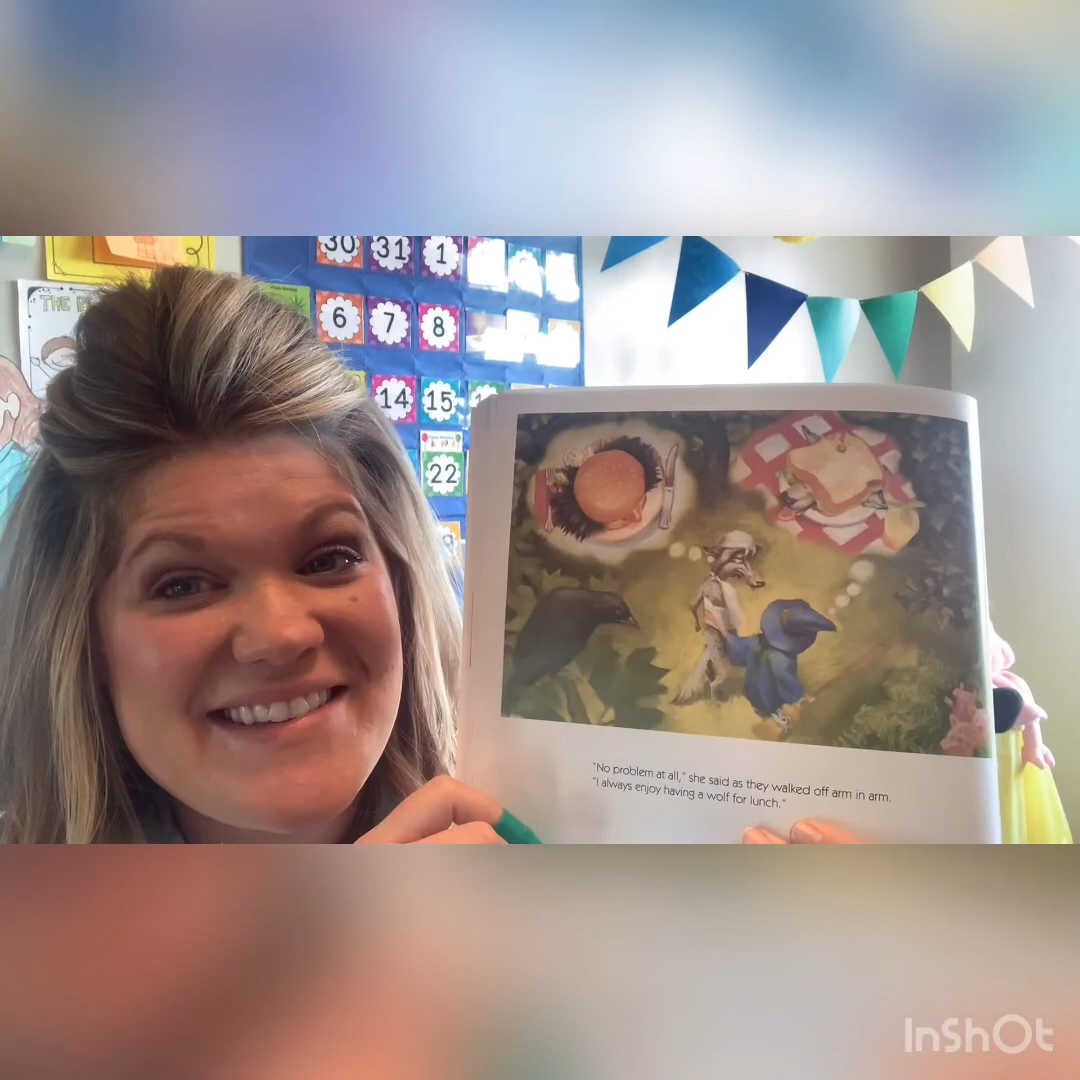 30 31 1
THE
6 7 8
14 15
22
"No problem at all," she said as they walked off arm in arm.
"I always enjoy having a wolf for lunch."
InShOt